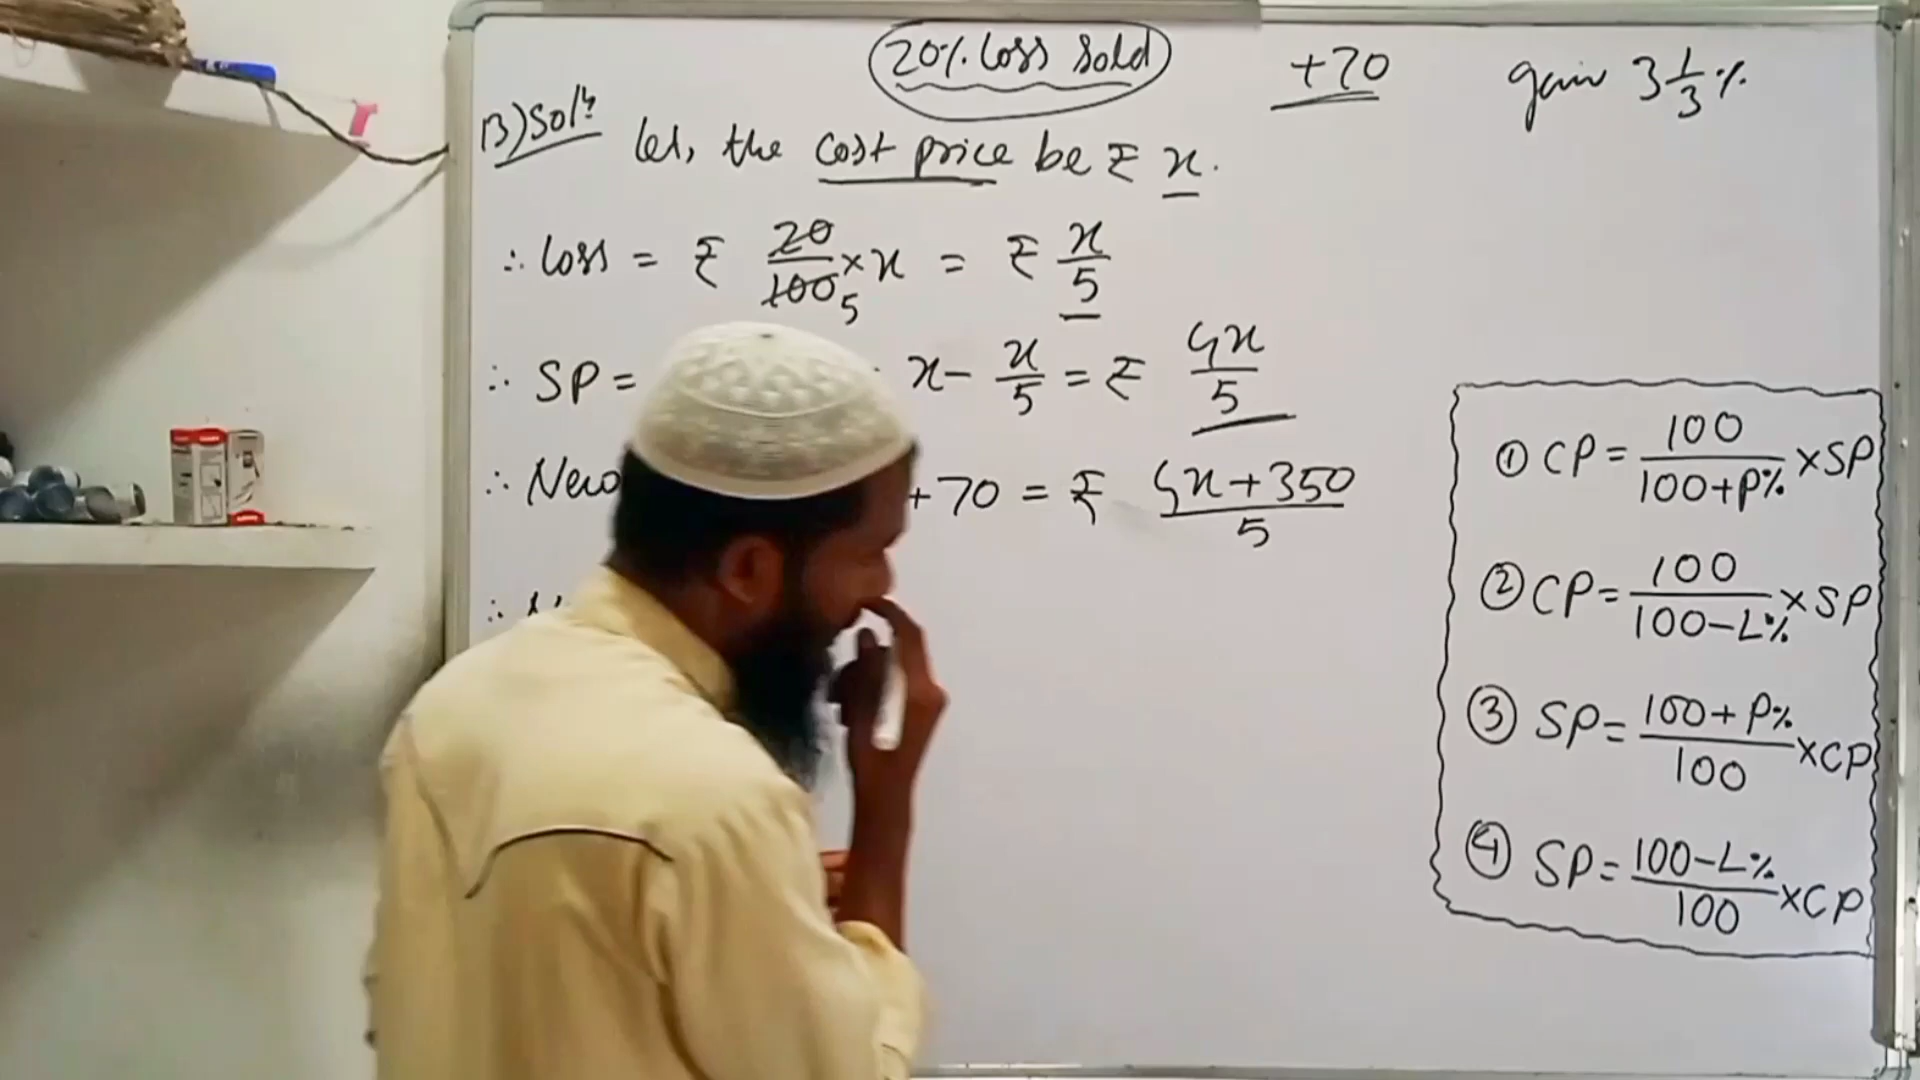 20% loss sold +70 gain 3 1/3 %
13) Solⁿ
let, the cost price be ₹ x.
∴ loss = ₹ 20/100 5 × x = ₹ x/5
∴ SP = x - x/5 = ₹ 4x/5
∴ New +70 = ₹ (4x+350)/5
∴
① CP = 100/(100+P%) × SP
② CP = 100/(100-L%) × SP
③ SP = (100+P%)/100 × CP
④ SP = (100-L%)/100 × CP